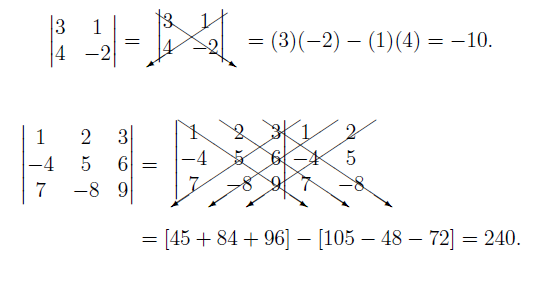 |3 1| |3 1|
|4 −2| = |4 −2| = (3)(−2) − (1)(4) = −10.
|1 2 3| |1 2 3| 1 2
|−4 5 6| = |−4 5 6| −4 5
|7 −8 9| |7 −8 9| 7 −8
= [45 + 84 + 96] − [105 − 48 − 72] = 240.